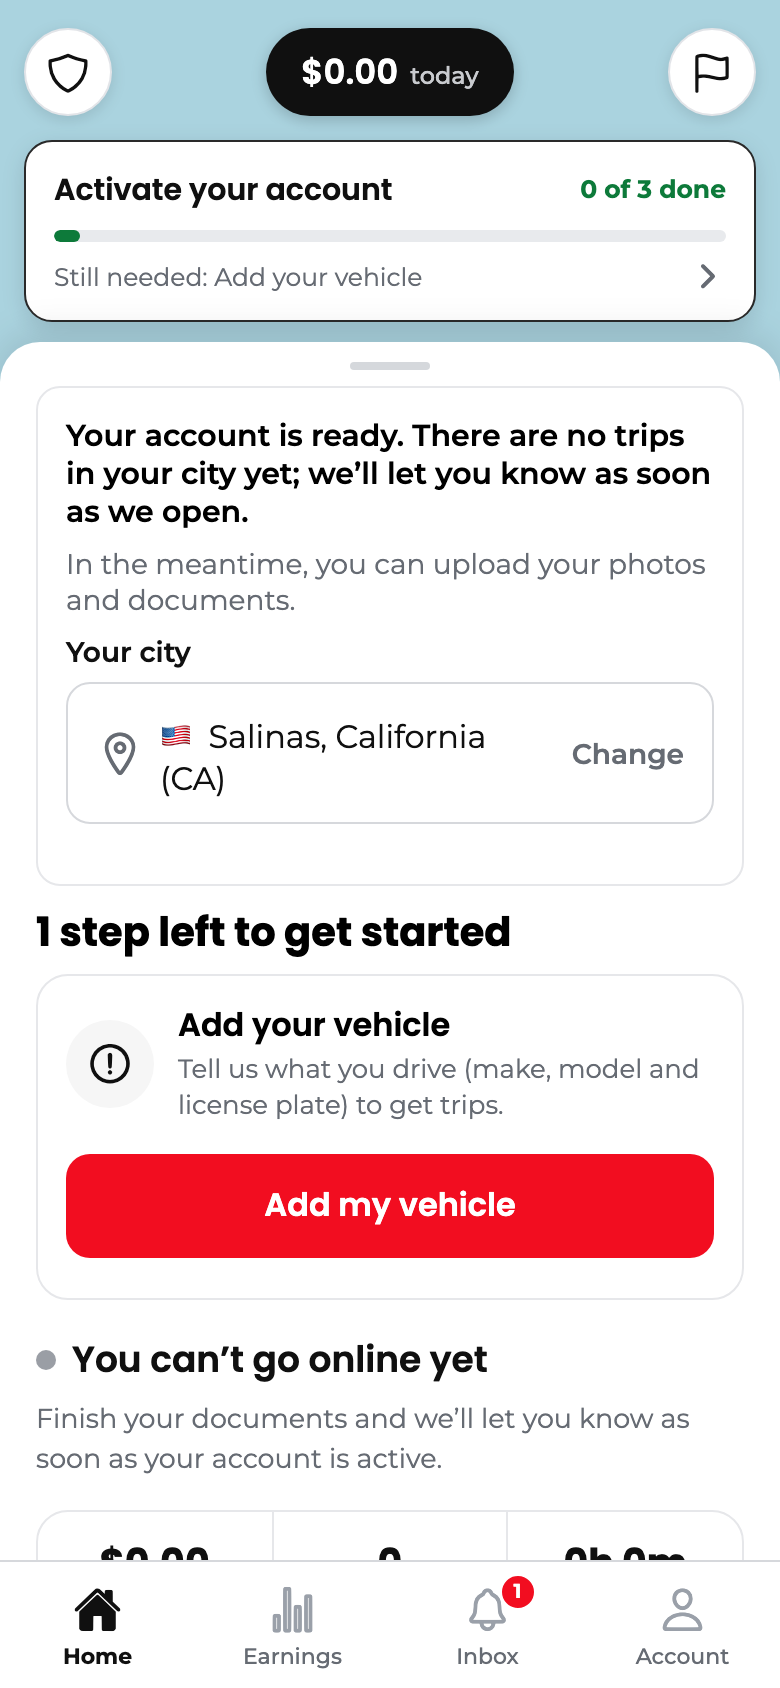 $0.00 today
Activate your account
0 of 3 done
Still needed: Add your vehicle
Your account is ready. There are no trips
in your city yet; we’ll let you know as soon
as we open.
In the meantime, you can upload your photos
and documents.
Your city
🇺🇸 Salinas, California
(CA)
Change
1 step left to get started
Add your vehicle
Tell us what you drive (make, model and
license plate) to get trips.
Add my vehicle
You can’t go online yet
Finish your documents and we’ll let you know as
soon as your account is active.
$0.00
0
0h 0m
1
Home
Earnings
Inbox
Account